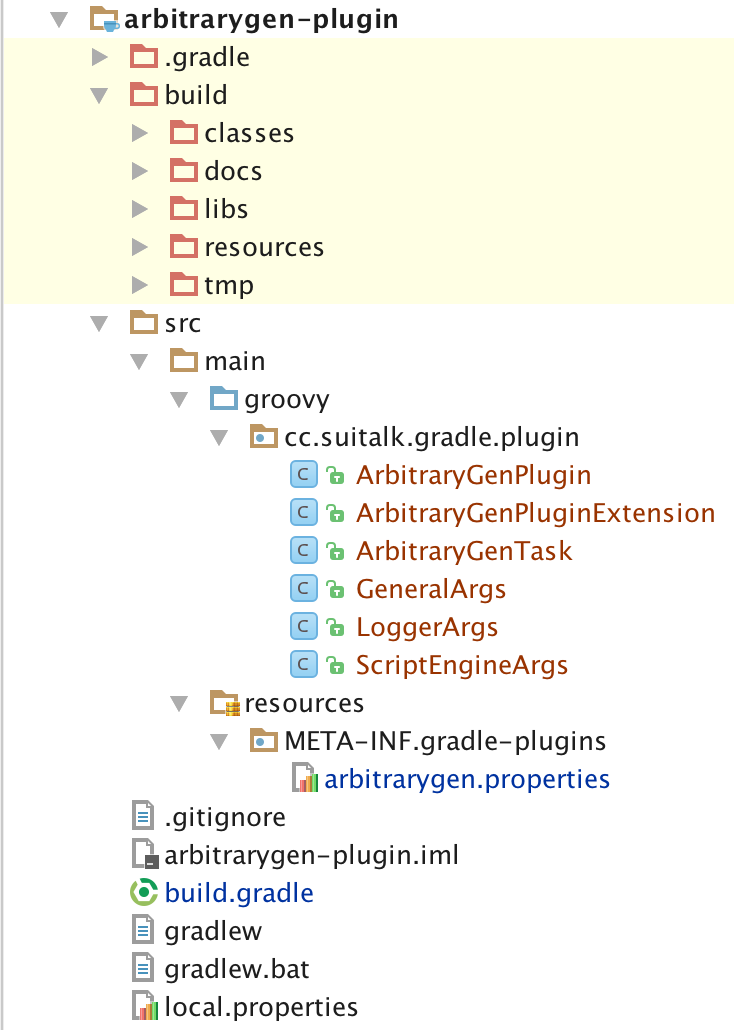 arbitrarygen-plugin
.gradle
build
classes
docs
libs
resources
tmp
src
main
groovy
cc.suitalk.gradle.plugin
ArbitraryGenPlugin
ArbitraryGenPluginExtension
ArbitraryGenTask
GeneralArgs
LoggerArgs
ScriptEngineArgs
resources
META-INF.gradle-plugins
arbitrarygen.properties
.gitignore
arbitrarygen-plugin.iml
build.gradle
gradlew
gradlew.bat
local.properties